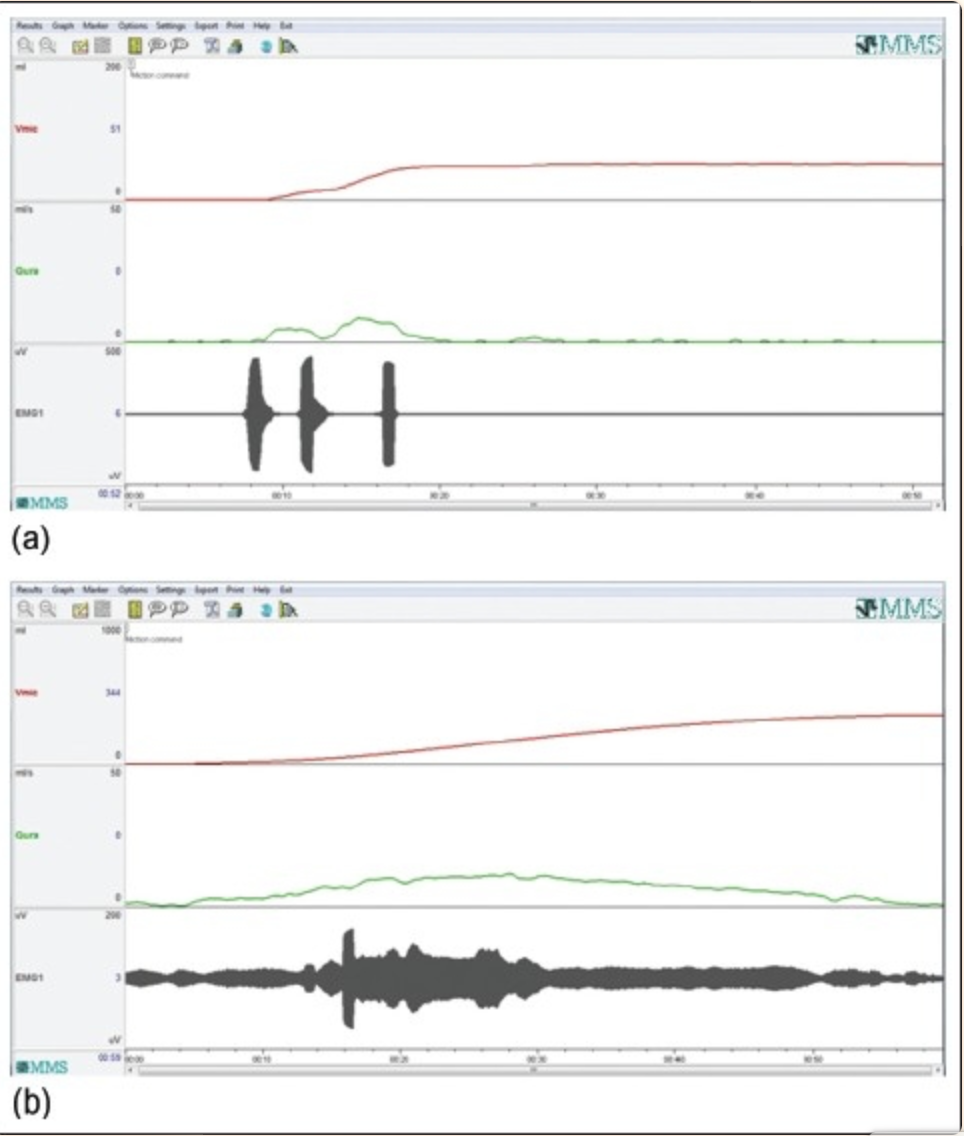 Results Graph Marker Options Settings Export Print Help Exit
MMS
ml 200
Miction command
Vmic 51
0
ml/s 50
Qura 0
0
uV 500
EMG1 6
uV
MMS 00:52 00:00 00:10 00:20 00:30 00:40 00:50
(a)
Results Graph Marker Options Settings Export Print Help Exit
MMS
ml 1000
Miction command
Vmic 344
0
ml/s 50
Qura 0
0
uV 200
EMG1 3
uV
MMS 00:59 00:00 00:10 00:20 00:30 00:40 00:50
(b)